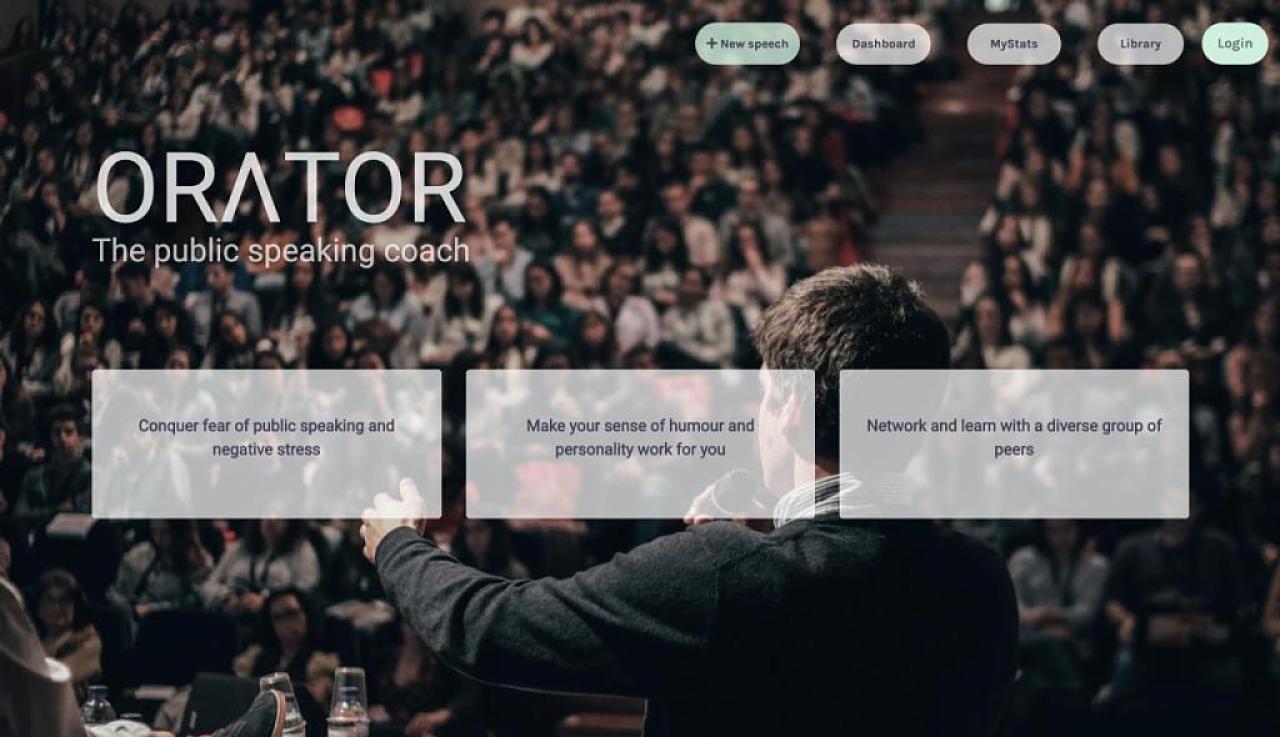 + New speech
Dashboard
MyStats
Library
Login
ORΛTOR
The public speaking coach
Conquer fear of public speaking and
negative stress
Make your sense of humour and
personality work for you
Network and learn with a diverse group of
peers